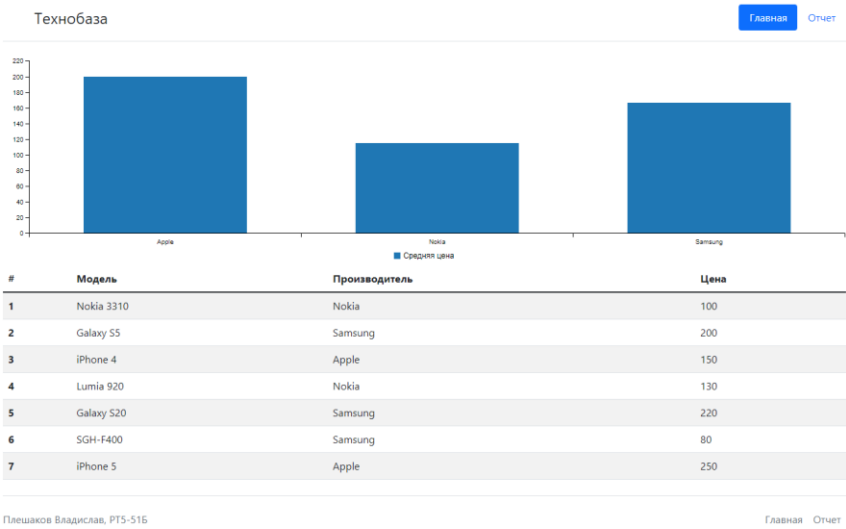 Технобаза
Главная Отчет
220
200
180
160
140
120
100
80
60
40
20
0
Apple Nokia Samsung
Средняя цена
# Модель Производитель Цена
1 Nokia 3310 Nokia 100
2 Galaxy S5 Samsung 200
3 iPhone 4 Apple 150
4 Lumia 920 Nokia 130
5 Galaxy S20 Samsung 220
6 SGH-F400 Samsung 80
7 iPhone 5 Apple 250
Плешаков Владислав, РТ5-51Б Главная Отчет